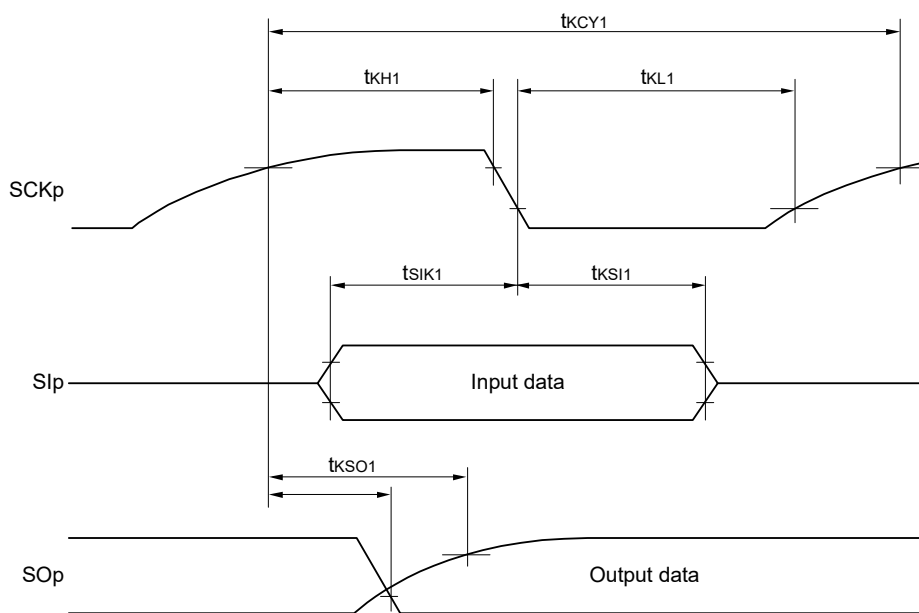 tKCY1
tKH1
tKL1
SCKp
tSIK1
tKSI1
SIp
Input data
tKSO1
SOp
Output data